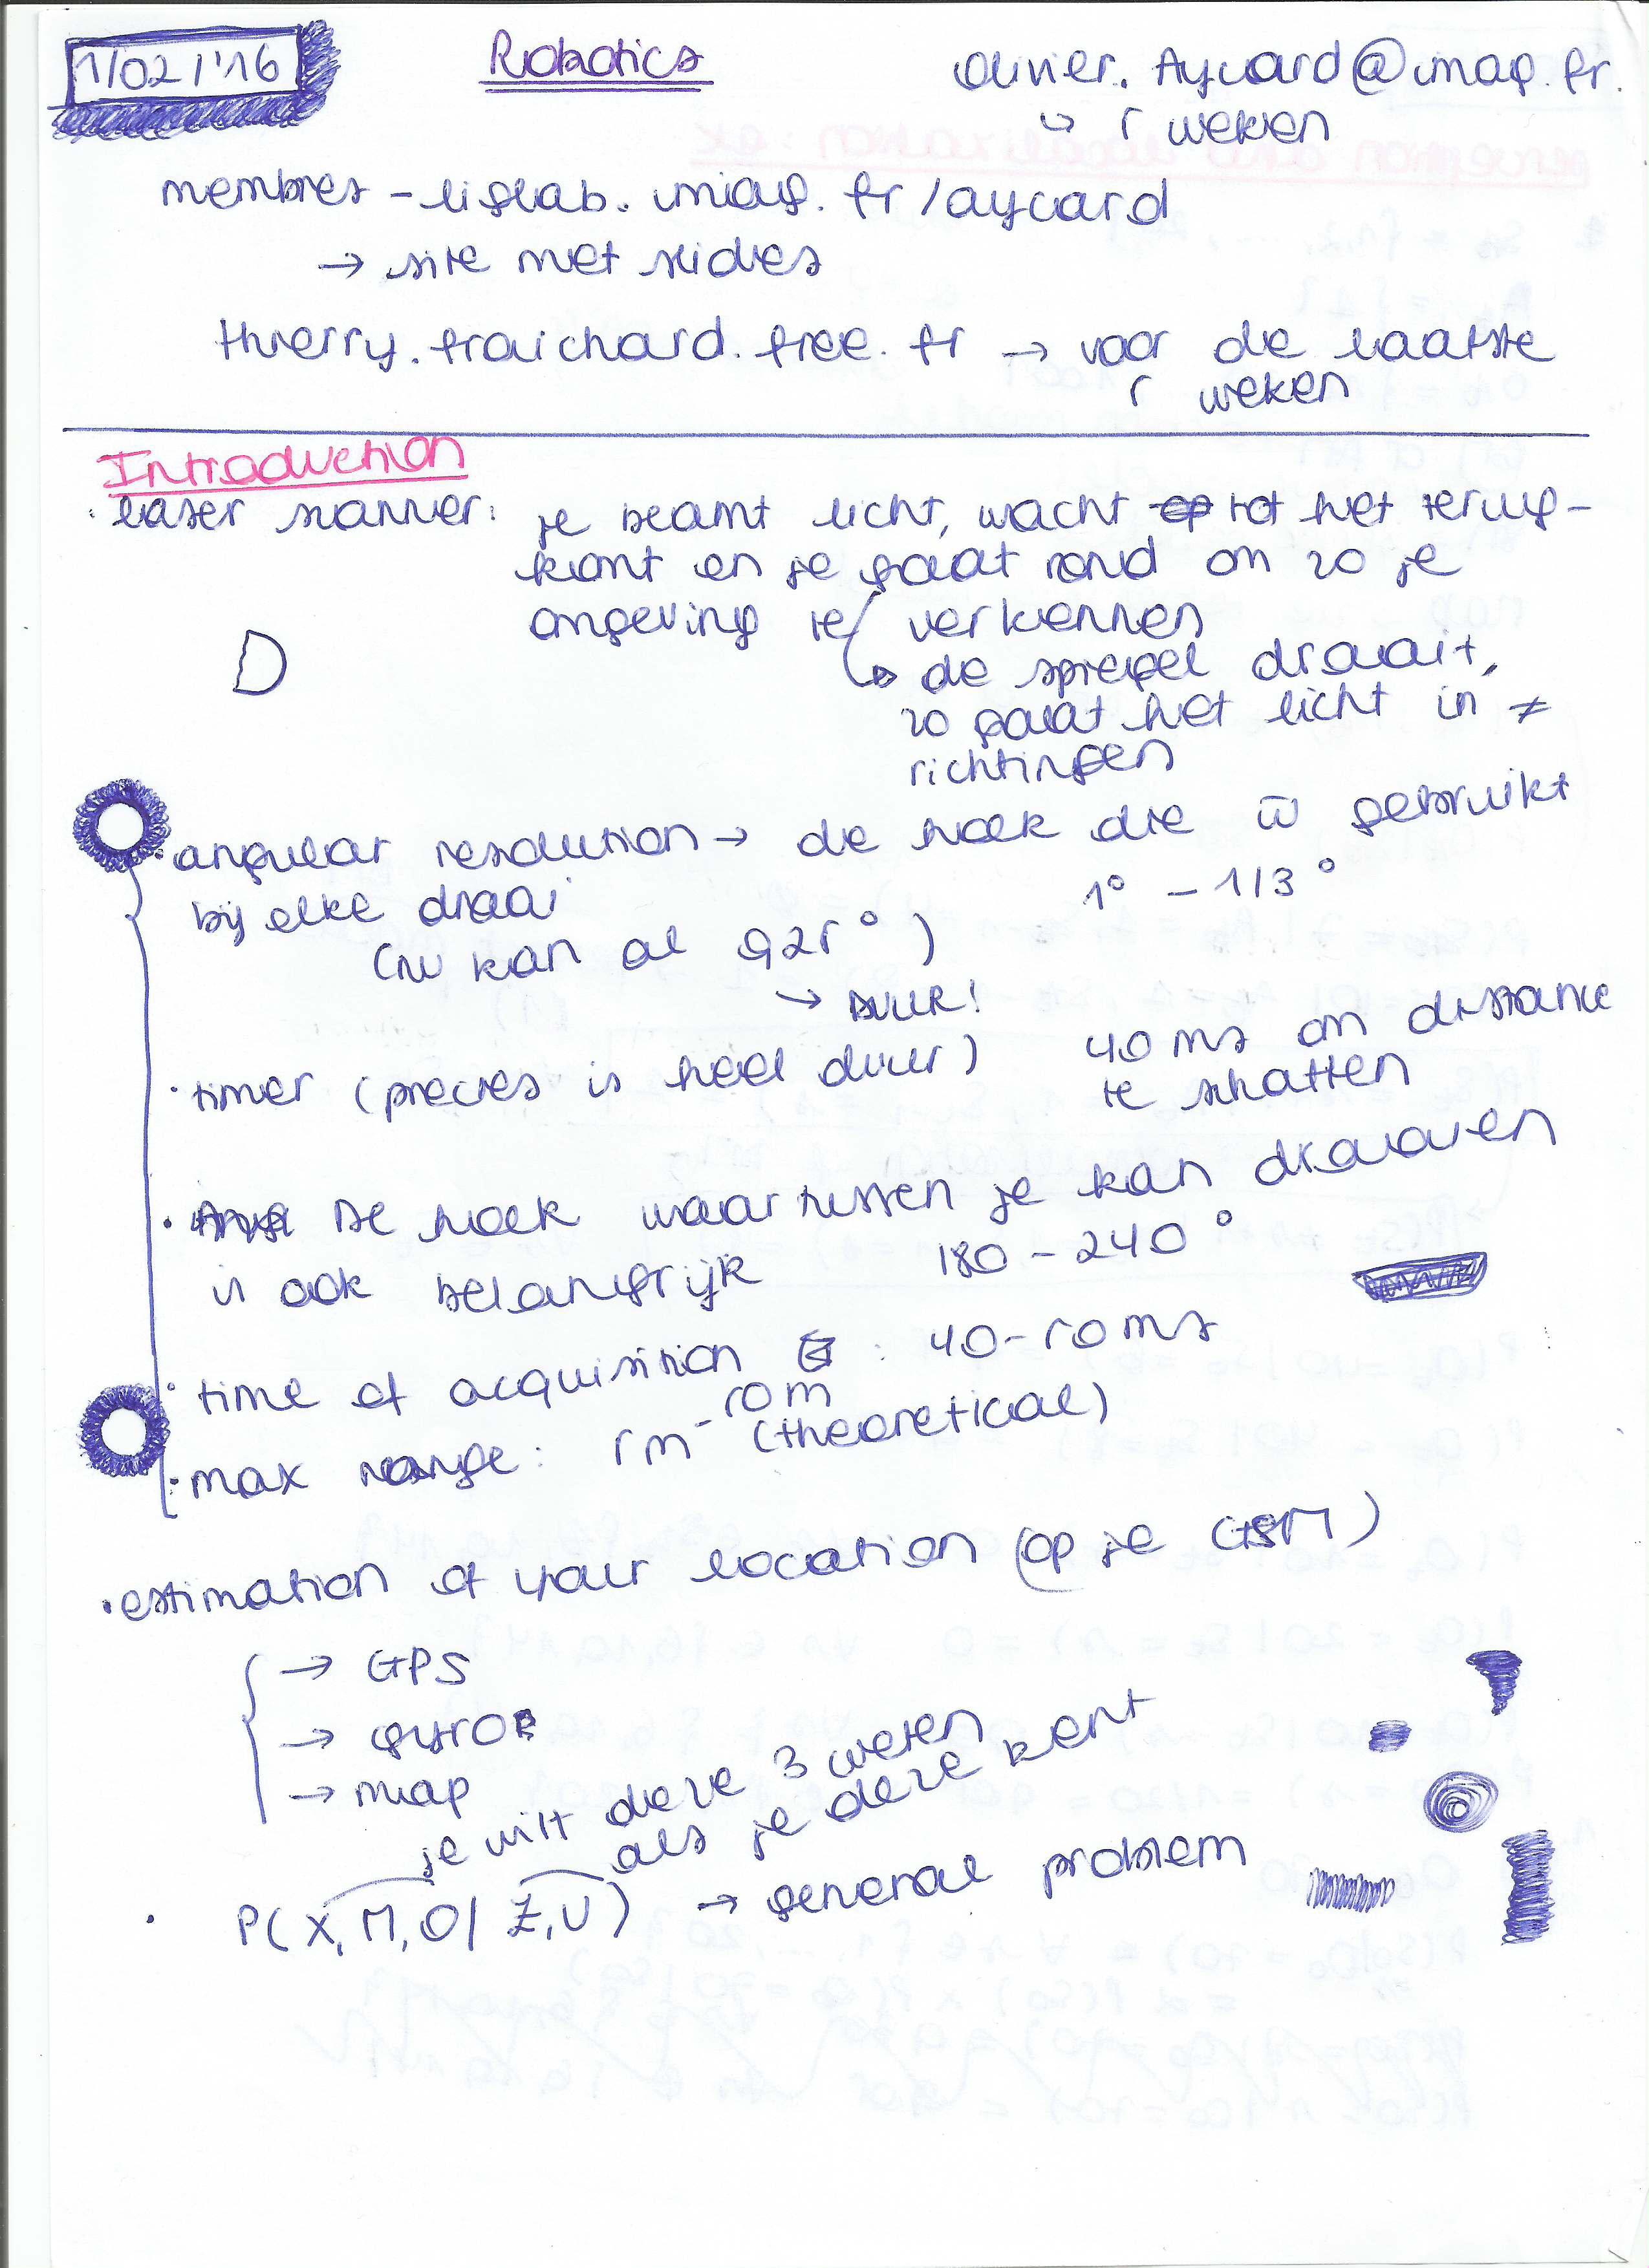 1/02/'16
Robotics
Olivier.Aycard@imag.fr.
↳ 5 weken
membres-liglab.imag.fr/aycard
→ site met slides
thierry.fraichard.free.fr → voor de laatste
5 weken
Introduction
· laser scanner: je beamt licht, wacht op tot het terug-
komt en je gaat rond om zo je
omgeving te verkennen
↳ de spiegel draait,
zo gaat het licht in ≠
richtingen
D
· angular resolution → de hoek die w̄ gebruikt
bij elke draai
1° - 1/3°
(nu kan al 0,25°)
→ DUUR!
· timer (precies is heel duur)
40 ms om distance
te schatten
· De hoek waartussen je kan draaien
is ook belangrijk
180 - 240°
· time of acquisition : 40-50 ms
· max range: 5m - 50m (theoretical)
· estimation of your location (op je GSM)
→ GPS
→ gyro
→ map
je wilt deze 3 weten
als je deze kent
· P(X, M, O | Z, U) → general problem